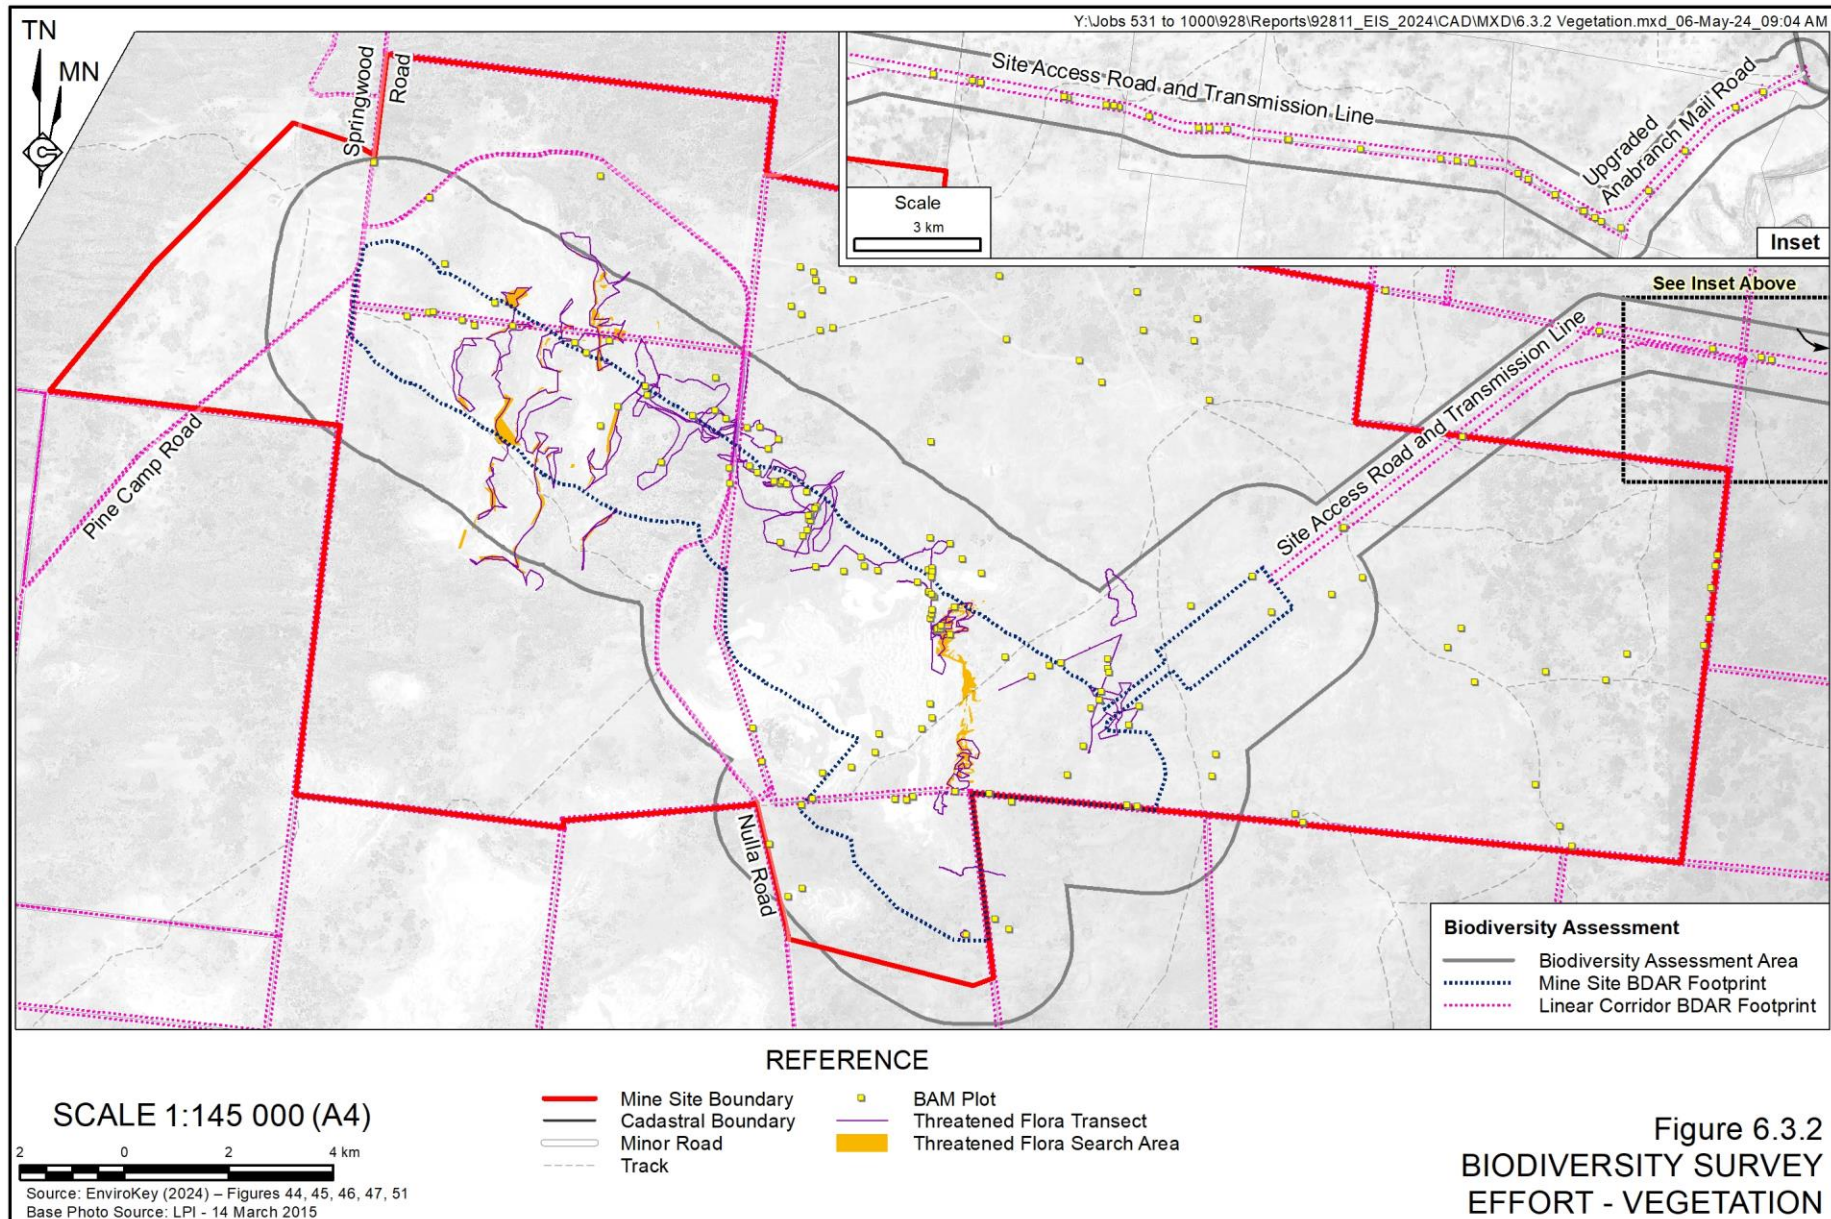 Y:\Jobs 531 to 1000\928\Reports\92811_EIS_2024\CAD\MXD\6.3.2 Vegetation.mxd_06-May-24_09:04 AM
TN
MN
Springwood
Road
Site Access Road and Transmission Line
Upgraded
Anabranch Mail Road
Scale
3 km
Inset
See Inset Above
Site Access Road and Transmission Line
Pine Camp Road
Nulla Road
Biodiversity Assessment
Biodiversity Assessment Area
Mine Site BDAR Footprint
Linear Corridor BDAR Footprint
REFERENCE
SCALE 1:145 000 (A4)
2 0 2 4 km
Source: EnviroKey (2024) – Figures 44, 45, 46, 47, 51
Base Photo Source: LPI - 14 March 2015
Mine Site Boundary
Cadastral Boundary
Minor Road
Track
BAM Plot
Threatened Flora Transect
Threatened Flora Search Area
Figure 6.3.2
BIODIVERSITY SURVEY
EFFORT - VEGETATION